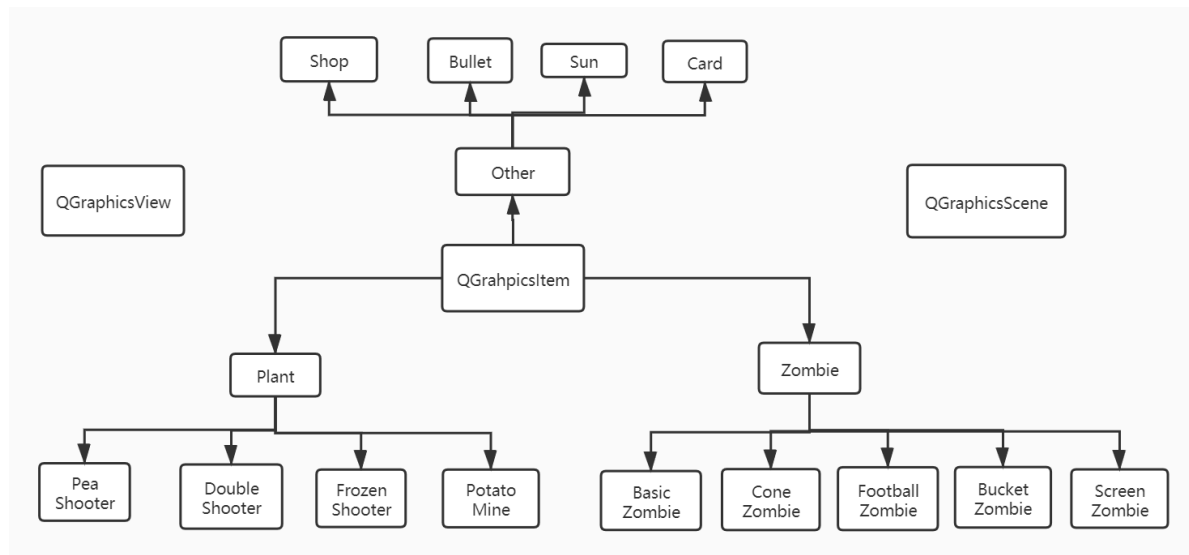 Shop
Bullet
Sun
Card
Other
QGraphicsView
QGraphicsScene
QGrahpicsItem
Plant
Zombie
Pea
Shooter
Double
Shooter
Frozen
Shooter
Potato
Mine
Basic
Zombie
Cone
Zombie
Football
Zombie
Bucket
Zombie
Screen
Zombie